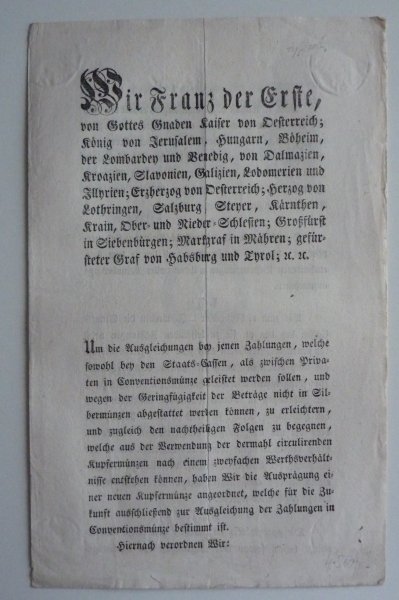 Wir Franz der Erste,
von Gottes Gnaden Kaiser von Oesterreich;
König von Jerusalem, Hungarn, Böheim,
der Lombardey und Venedig, von Dalmazien,
Kroazien, Slavonien, Galizien, Lodomerien und
Illyrien; Erzherzog von Oesterreich; Herzog von
Lothringen, Salzburg Steyer, Kärnthen,
Krain, Ober- und Nieder-Schlesien; Großfürst
in Siebenbürgen; Markgraf in Mähren; gefür-
steter Graf von Habsburg und Tyrol; ꝛc. ꝛc.
Um die Ausgleichungen bey jenen Zahlungen, welche
sowohl bey den Staats-Cassen, als zwischen Priva-
ten in Conventionsmünze geleistet werden sollen, und
wegen der Geringfügigkeit der Beträge nicht in Sil-
bermünzen abgestattet werden können, zu erleichtern,
und zugleich den nachtheiligen Folgen zu begegnen,
welche aus der Verwendung der dermahl circulirenden
Kupfermünzen nach einem zweyfachen Werthsverhält-
nisse entstehen können, haben Wir die Ausprägung ei-
ner neuen Kupfermünze angeordnet, welche für die Zu-
kunft ausschließend zur Ausgleichung der Zahlungen in
Conventionsmünze bestimmt ist.
Hiernach verordnen Wir: